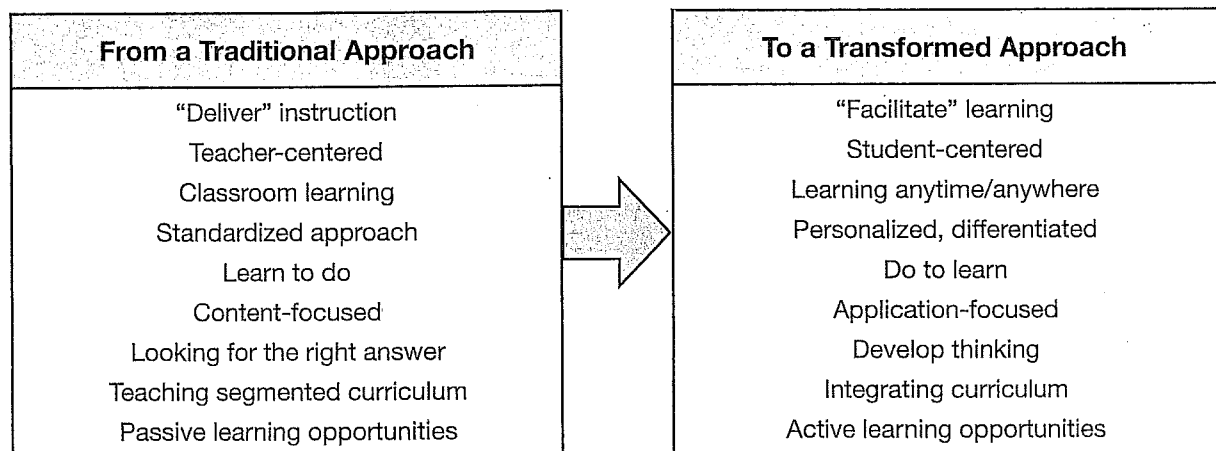 From a Traditional Approach
"Deliver" instruction
Teacher-centered
Classroom learning
Standardized approach
Learn to do
Content-focused
Looking for the right answer
Teaching segmented curriculum
Passive learning opportunities
To a Transformed Approach
"Facilitate" learning
Student-centered
Learning anytime/anywhere
Personalized, differentiated
Do to learn
Application-focused
Develop thinking
Integrating curriculum
Active learning opportunities